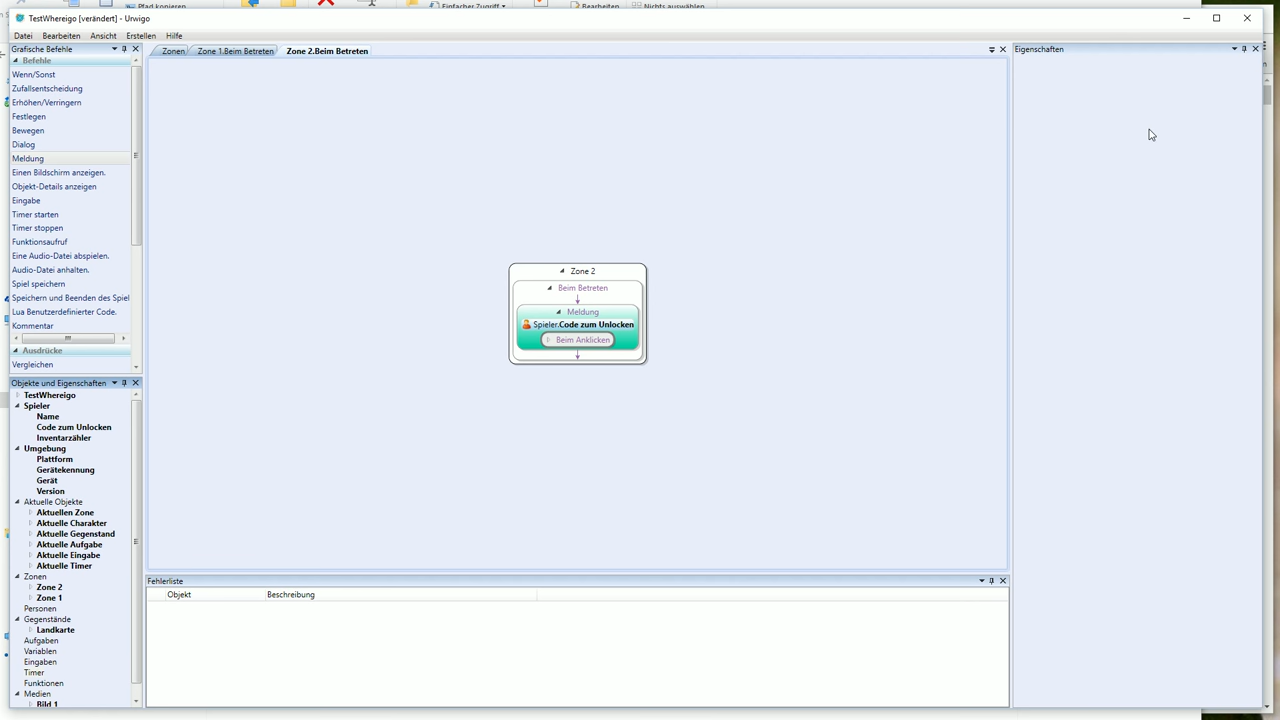 Pfad kopieren
Einfacher Zugriff
Bearbeiten
Nichts auswählen
TestWhereigo [verändert] - Urwigo
Datei Bearbeiten Ansicht Erstellen Hilfe
Grafische Befehle
Befehle
Wenn/Sonst
Zufallsentscheidung
Erhöhen/Verringern
Festlegen
Bewegen
Dialog
Meldung
Einen Bildschirm anzeigen.
Objekt-Details anzeigen
Eingabe
Timer starten
Timer stoppen
Funktionsaufruf
Eine Audio-Datei abspielen.
Audio-Datei anhalten.
Spiel speichern
Speichern und Beenden des Spiel
Lua Benutzerdefinierter Code.
Kommentar
Ausdrücke
Vergleichen
Objekte und Eigenschaften
TestWhereigo
Spieler
Name
Code zum Unlocken
Inventarzähler
Umgebung
Plattform
Gerätekennung
Gerät
Version
Aktuelle Objekte
Aktuellen Zone
Aktuelle Charakter
Aktuelle Gegenstand
Aktuelle Aufgabe
Aktuelle Eingabe
Aktuelle Timer
Zonen
Zone 2
Zone 1
Personen
Gegenstände
Landkarte
Aufgaben
Variablen
Eingaben
Timer
Funktionen
Medien
Bild 1
Zonen Zone 1.Beim Betreten Zone 2.Beim Betreten
Zone 2
Beim Betreten
Meldung
Spieler.Code zum Unlocken
Beim Anklicken
Fehlerliste
Objekt Beschreibung
Eigenschaften